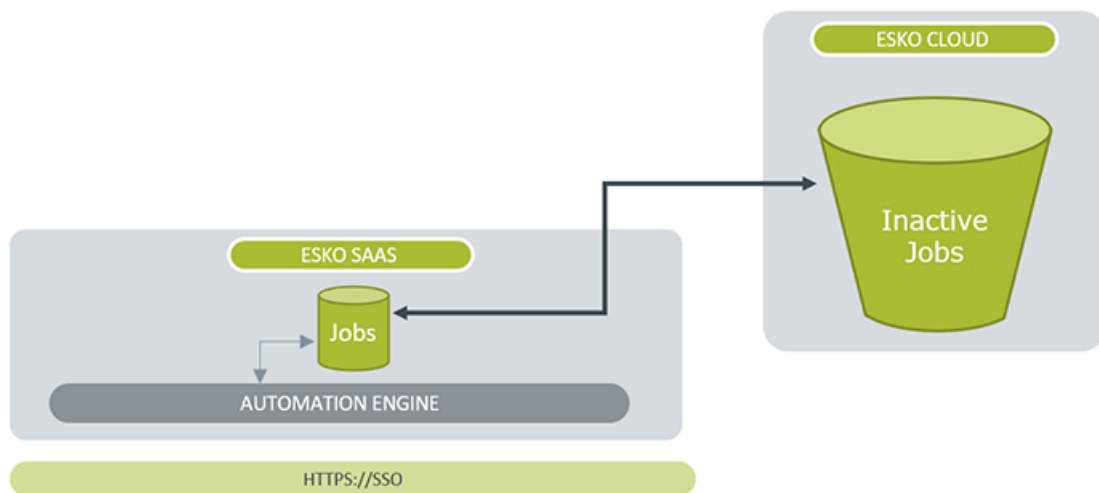 ESKO CLOUD
Inactive
Jobs
ESKO SAAS
Jobs
AUTOMATION ENGINE
HTTPS://SSO